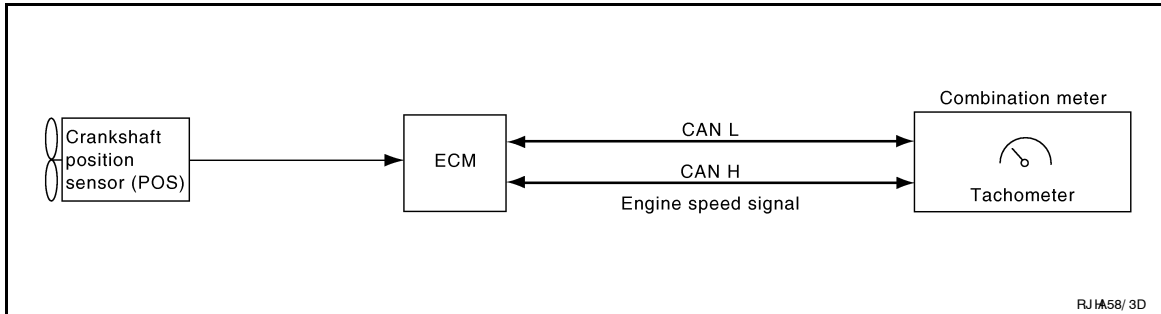 Crankshaft
position
sensor (POS)
ECM
CAN L
CAN H
Engine speed signal
Combination meter
Tachometer